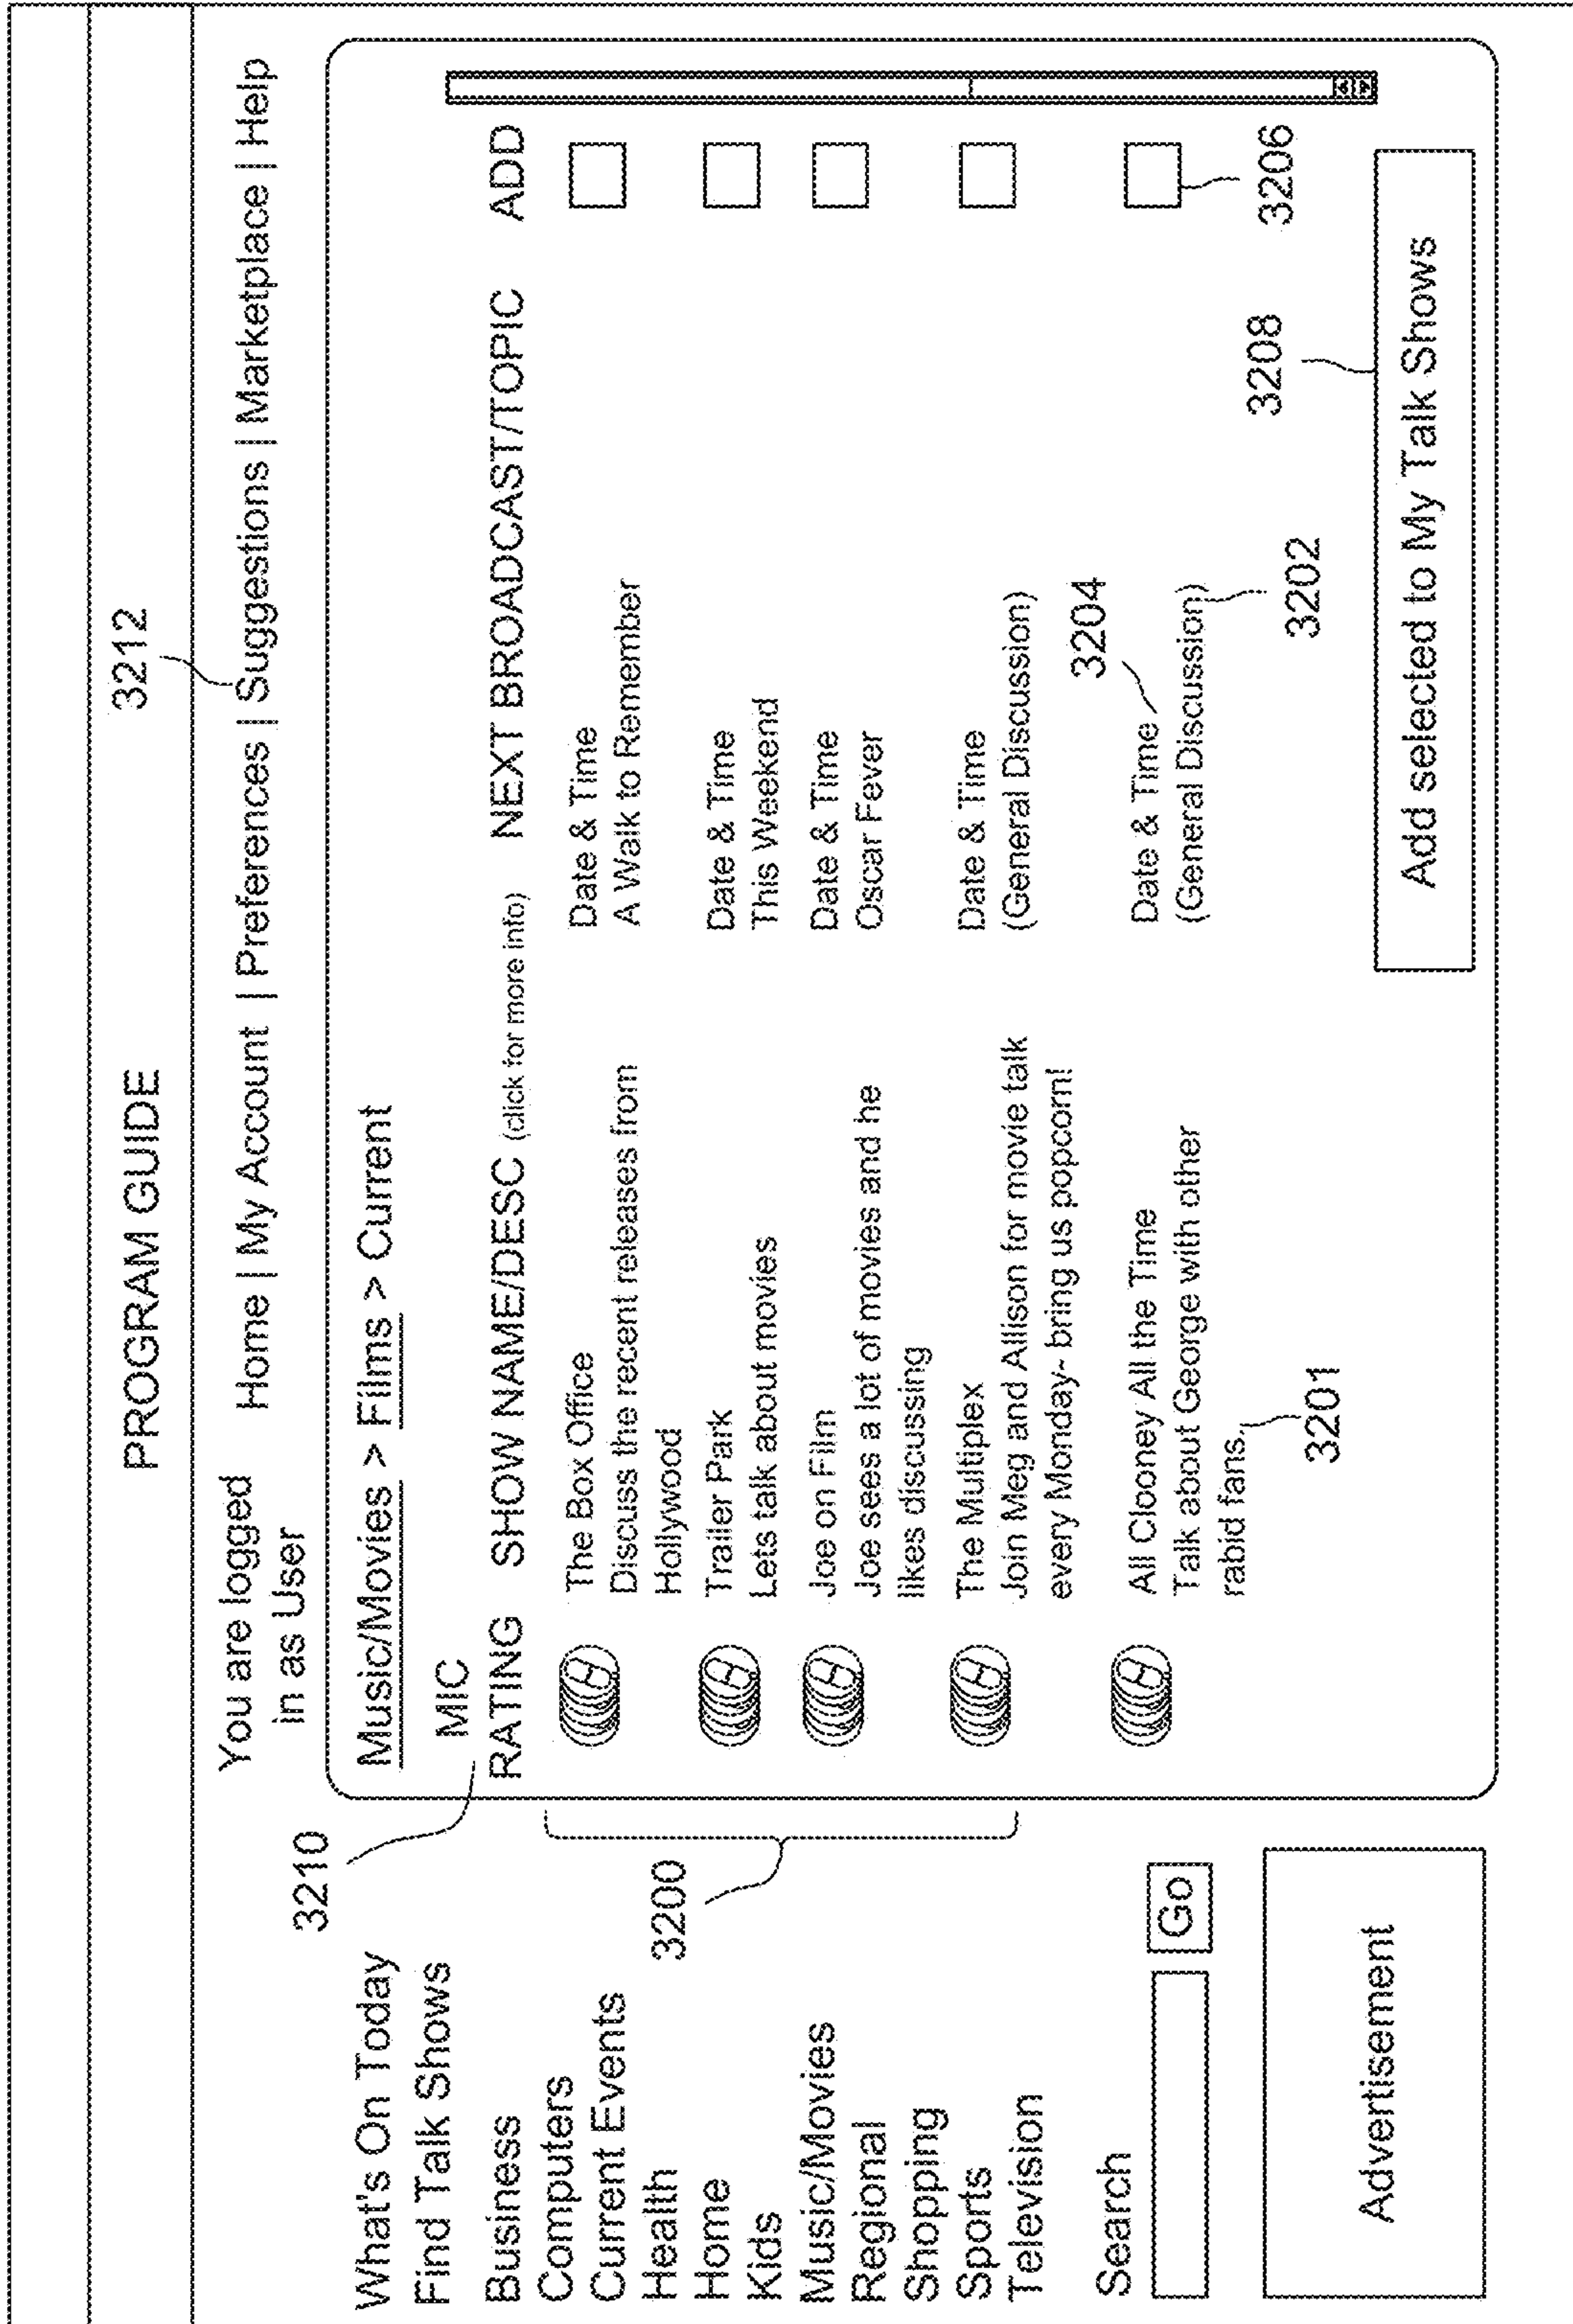 PROGRAM GUIDE
3212
You are logged
in as User
Home | My Account | Preferences | Suggestions | Marketplace | Help
What's On Today
Find Talk Shows
Business
Computers
Current Events
Health
Home
Kids
Music/Movies
Regional
Shopping
Sports
Television
Search
Go
Advertisement
3210
3200
Music/Movies > Films > Current
MIC
RATING SHOW NAME/DESC (click for more info) NEXT BROADCAST/TOPIC ADD
The Box Office Date & Time
Discuss the recent releases from A Walk to Remember
Hollywood
Trailer Park Date & Time
Lets talk about movies This Weekend
Joe on Film Date & Time
Joe sees a lot of movies and he Oscar Fever
likes discussing
The Multiplex Date & Time
Join Meg and Allison for movie talk (General Discussion)
every Monday- bring us popcorn!
3204
All Clooney All the Time Date & Time
Talk about George with other (General Discussion)
rabid fans.
3201
3202
3208
3206
Add selected to My Talk Shows